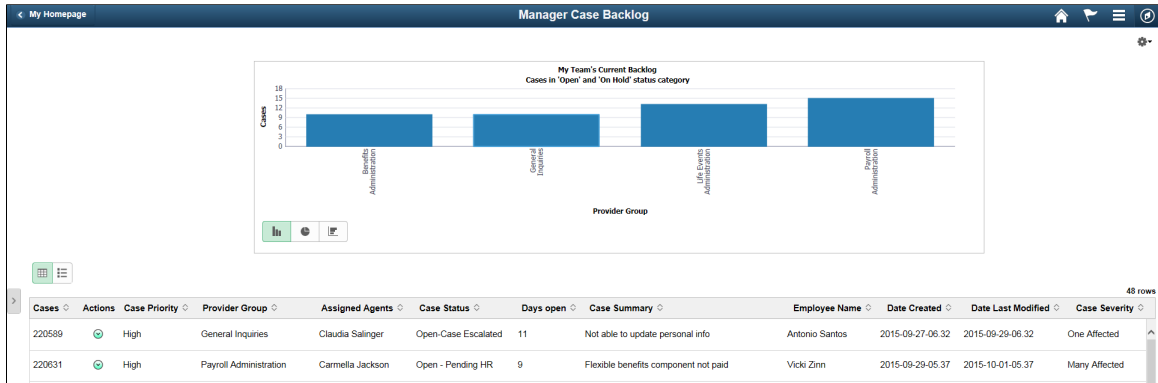 My Homepage
Manager Case Backlog
My Team's Current Backlog
Cases in 'Open' and 'On Hold' status category
Cases
18
15
12
9
6
3
0
Benefits
Administration
General
Inquiries
Life Events
Administration
Payroll
Administration
Provider Group
48 rows
Cases Actions Case Priority Provider Group Assigned Agents Case Status Days open Case Summary Employee Name Date Created Date Last Modified Case Severity
220589 High General Inquiries Claudia Salinger Open-Case Escalated 11 Not able to update personal info Antonio Santos 2015-09-27-06.32 2015-09-29-06.32 One Affected
220631 High Payroll Administration Carmella Jackson Open - Pending HR 9 Flexible benefits component not paid Vicki Zinn 2015-09-29-05.37 2015-10-01-05.37 Many Affected